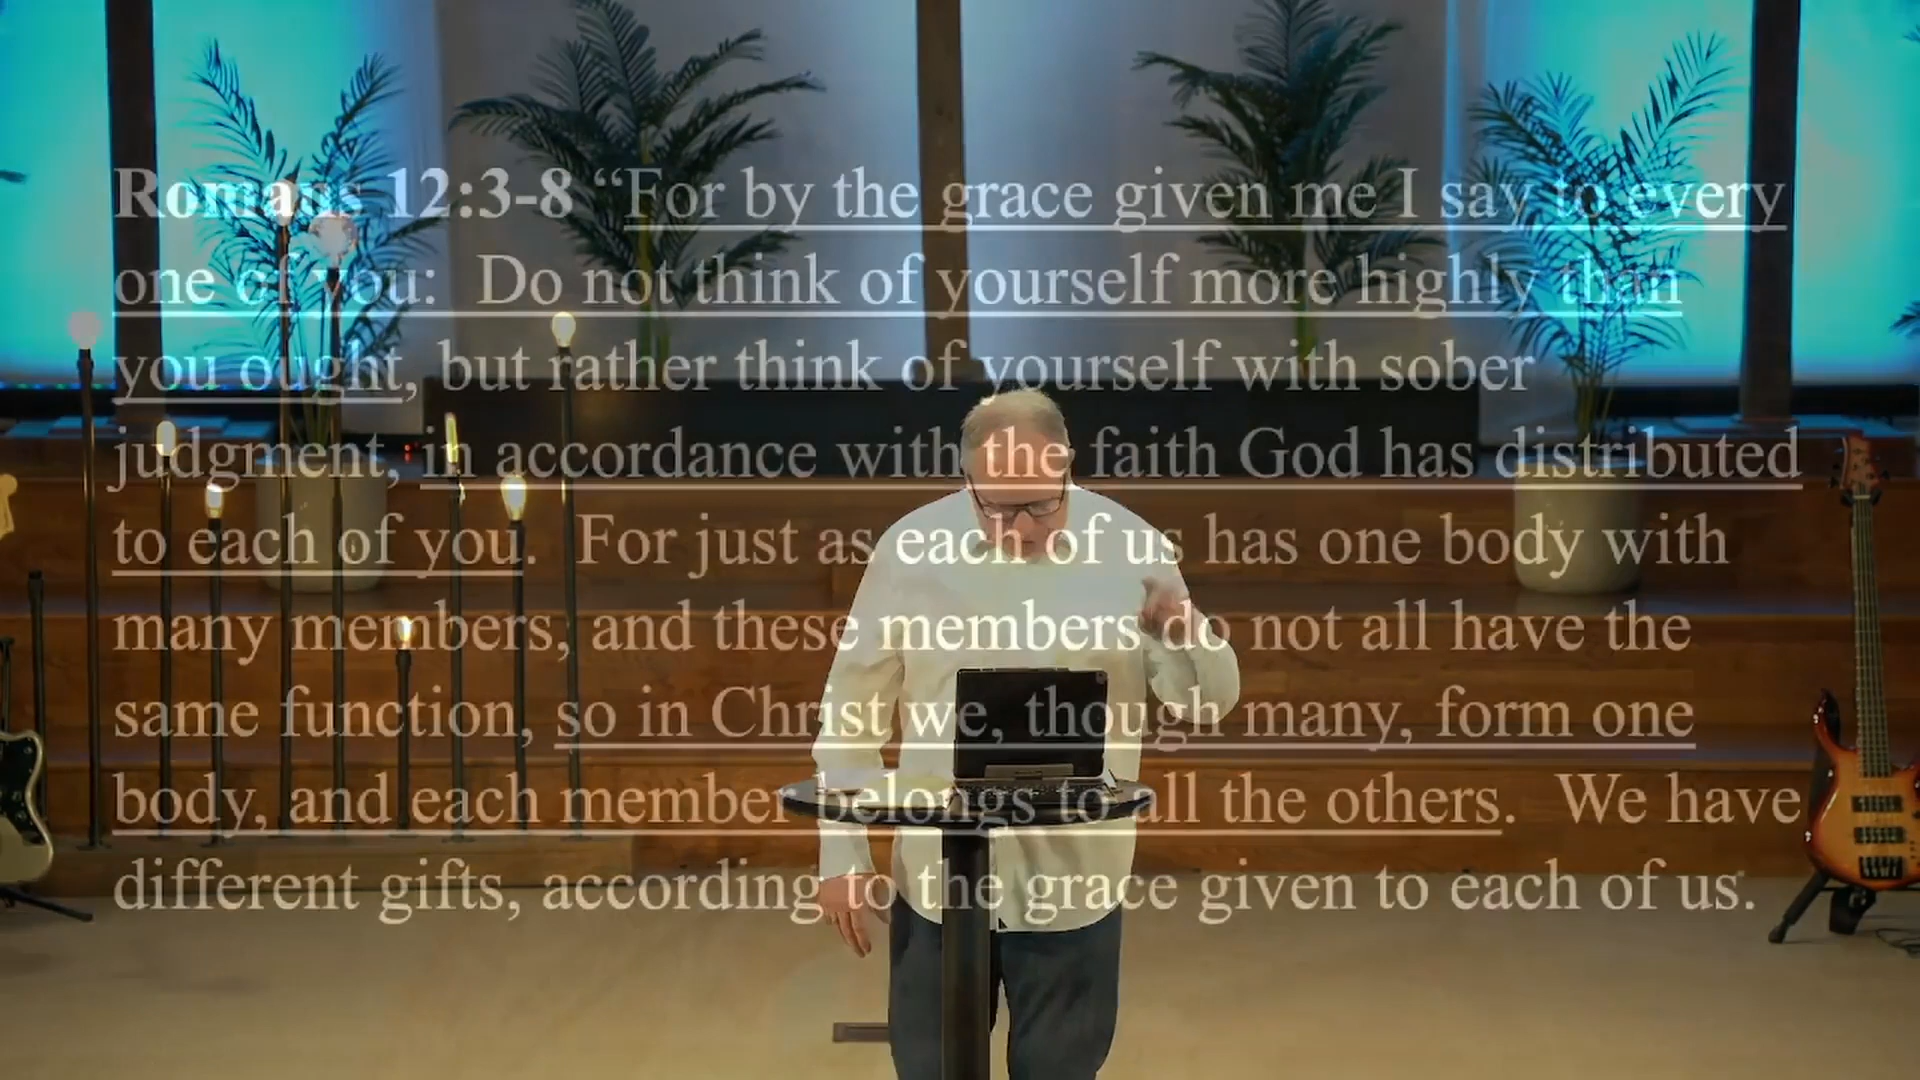 Romans 12:3-8 “For by the grace given me I say to every
one of you:  Do not think of yourself more highly than
you ought, but rather think of yourself with sober
judgment, in accordance with the faith God has distributed
to each of you.  For just as each of us has one body with
many members, and these members do not all have the
same function, so in Christ we, though many, form one
body, and each member belongs to all the others.  We have
different gifts, according to the grace given to each of us.